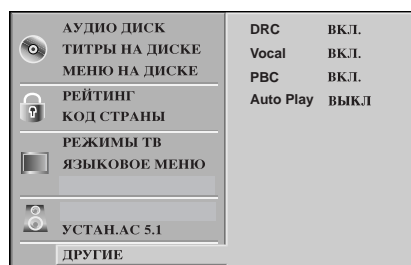 АУДИО ДИСК
ТИТРЫ НА ДИСКЕ
МЕНЮ НА ДИСКЕ
РЕЙТИНГ
КОД СТРАНЫ
РЕЖИМЫ ТВ
ЯЗЫКОВОЕ МЕНЮ
УСТАН.АС 5.1
ДРУГИЕ
DRC ВКЛ.
Vocal ВКЛ.
PBC ВКЛ.
Auto Play ВЫКЛ